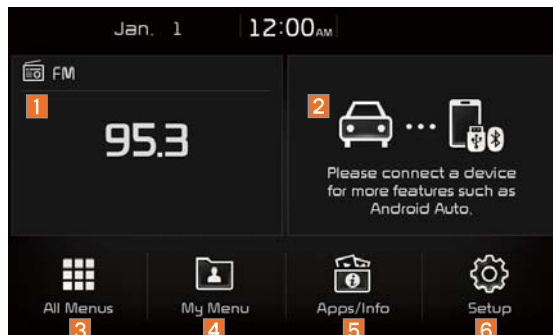 Jan. 1 12:00AM
FM
1
2
95.3
Please connect a device
for more features such as
Android Auto.
All Menus My Menu Apps/Info Setup
3 4 5 6